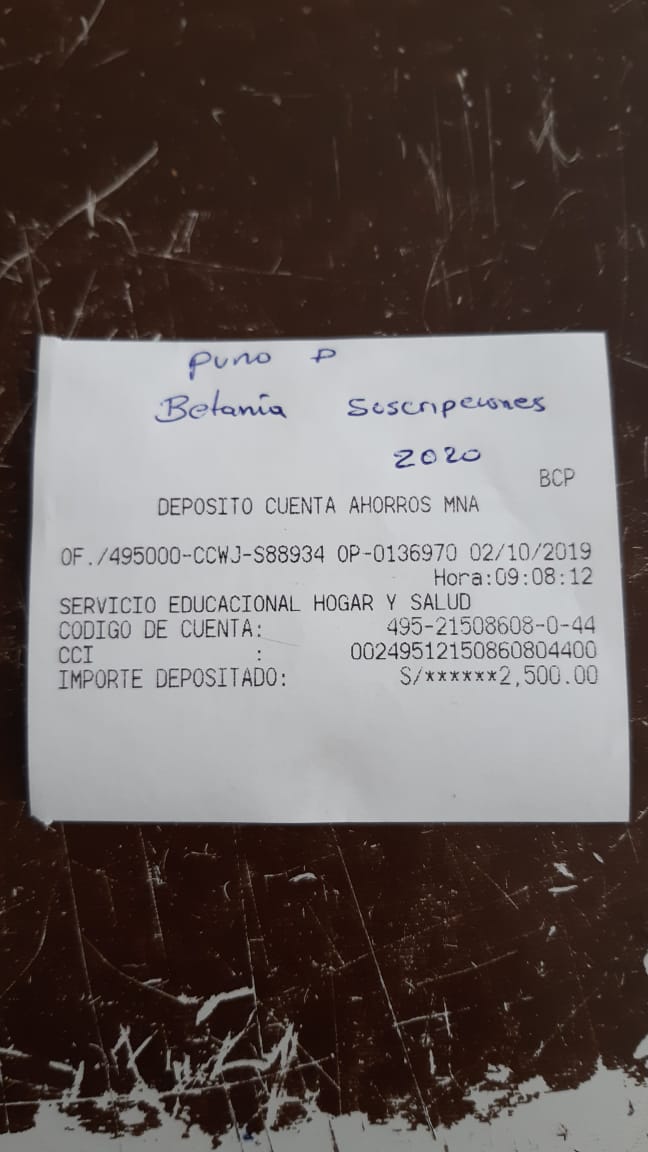 Puno D
Betania Suscripciones
2020
BCP
DEPOSITO CUENTA AHORROS MNA
OF./495000-CCWJ-S88934 OP-0136970 02/10/2019
Hora:09:08:12
SERVICIO EDUCACIONAL HOGAR Y SALUD
CODIGO DE CUENTA: 495-21508608-0-44
CCI : 00249512150860804400
IMPORTE DEPOSITADO: S/******2,500.00